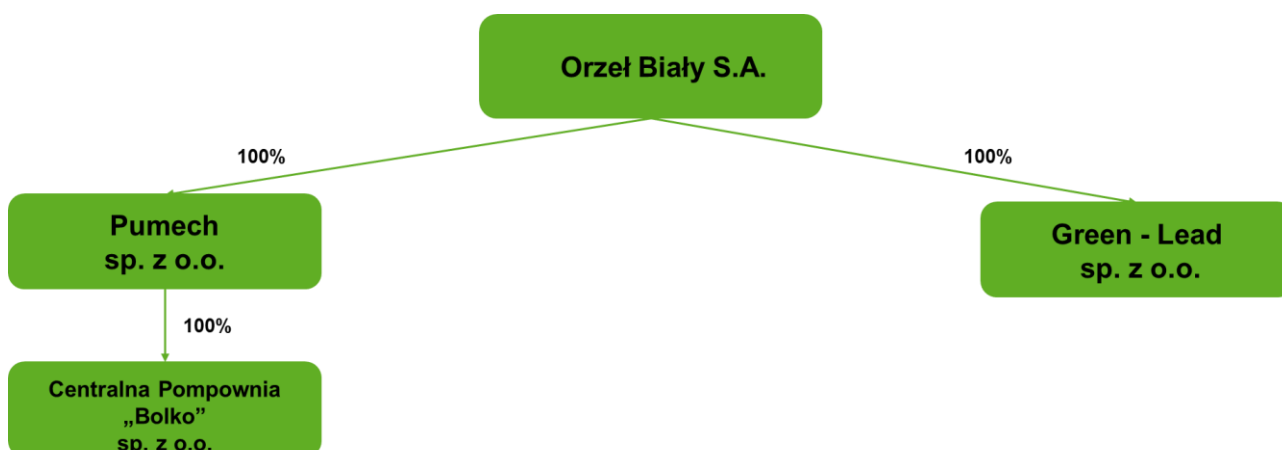 Orzeł Biały S.A.
100%
100%
Pumech
sp. z o.o.
Green - Lead
sp. z o.o.
100%
Centralna Pompownia
„Bolko”
sp. z o.o.